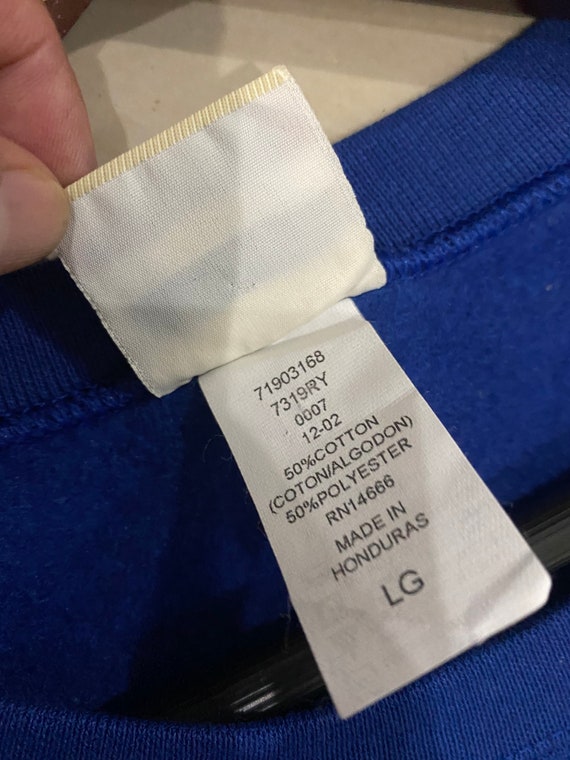 71903168
7319RY
0007
12-02
50%COTTON
(COTON/ALGODON)
50%POLYESTER
RN14666
MADE IN
HONDURAS
LG